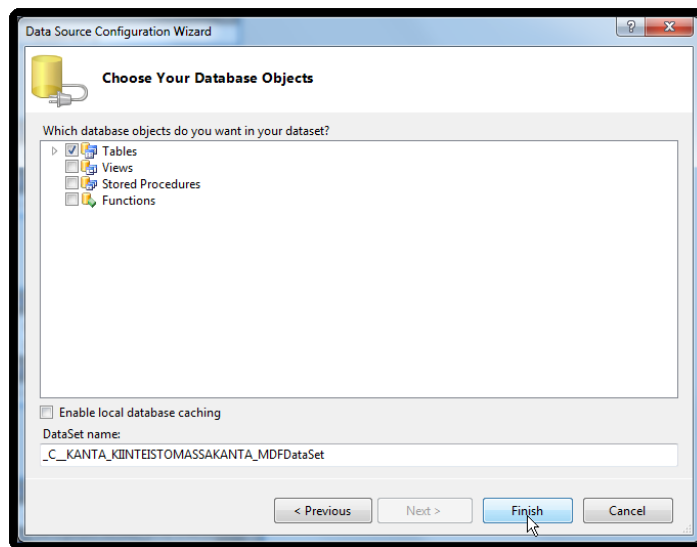 Data Source Configuration Wizard
Choose Your Database Objects
Which database objects do you want in your dataset?
Tables
Views
Stored Procedures
Functions
Enable local database caching
DataSet name:
_C__KANTA_KIINTEISTOMASSAKANTA_MDFDataSet
< Previous Next > Finish Cancel